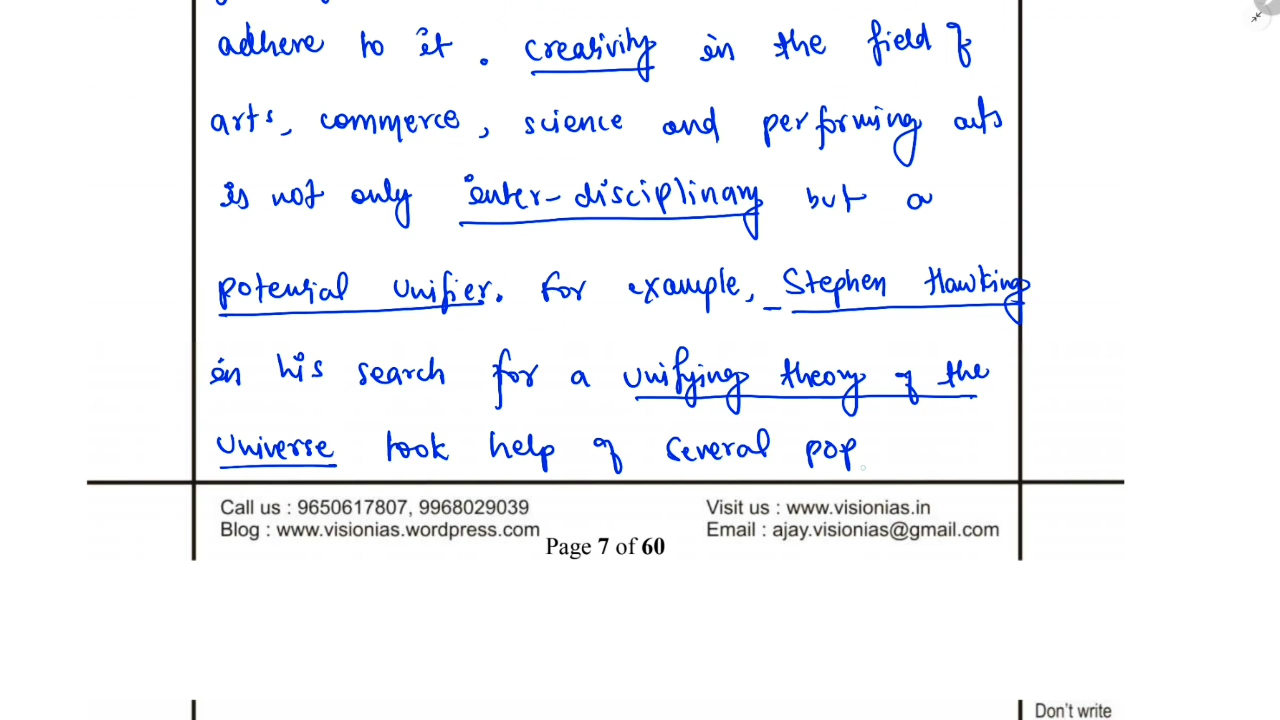 adhere to it. creativity in the field of
arts, commerce, science and performing arts
is not only inter-disciplinary but a
potential unifier. for example, Stephen Hawking
in his search for a unifying theory of the
Universe took help of several pop
Call us : 9650617807, 9968029039
Visit us : www.visionias.in
Blog : www.visionias.wordpress.com
Email : ajay.visionias@gmail.com
Page 7 of 60
Don't write